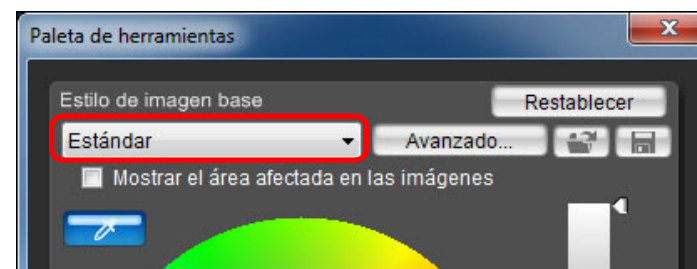 Paleta de herramientas
Estilo de imagen base Restablecer
Estándar Avanzado...
Mostrar el área afectada en las imágenes